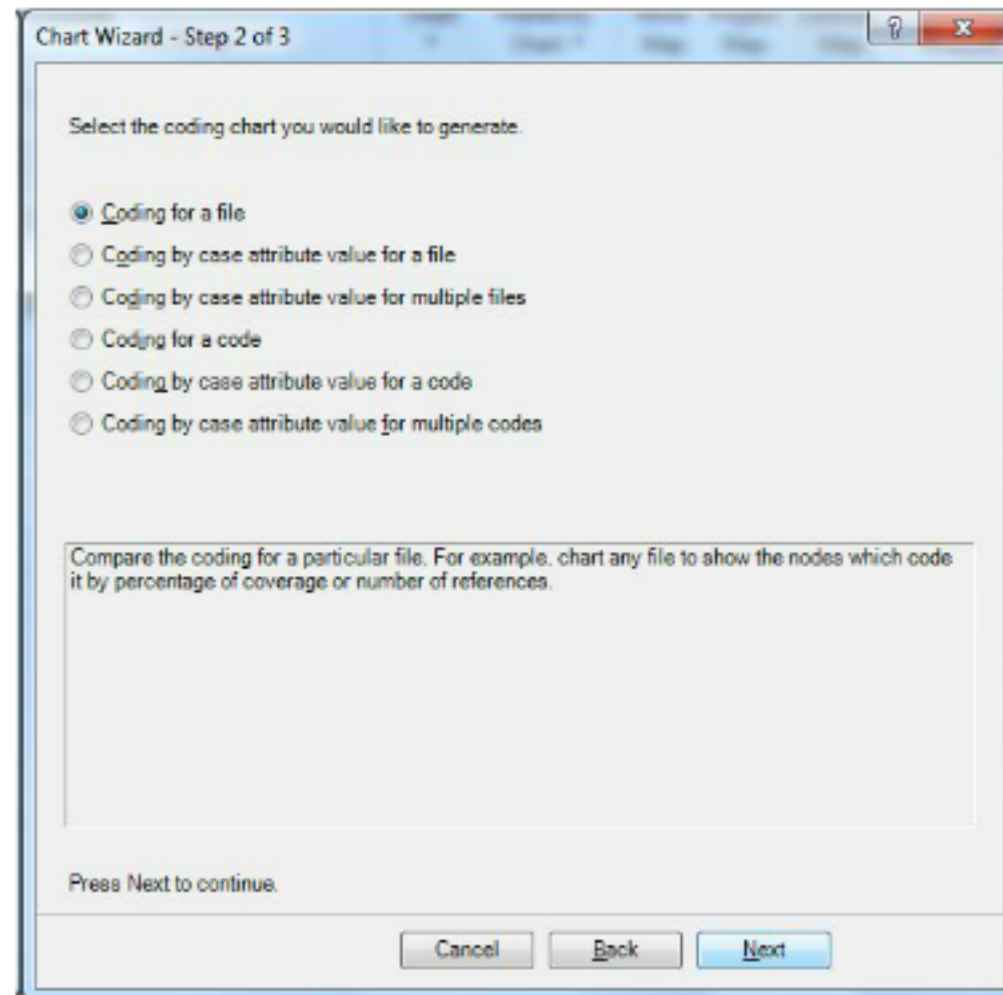 Chart Wizard - Step 2 of 3
Select the coding chart you would like to generate.
Coding for a file
Coding by case attribute value for a file
Coding by case attribute value for multiple files
Coding for a code
Coding by case attribute value for a code
Coding by case attribute value for multiple codes
Compare the coding for a particular file. For example. chart any file to show the nodes which code
it by percentage of coverage or number of references.
Press Next to continue.
Cancel Back Next